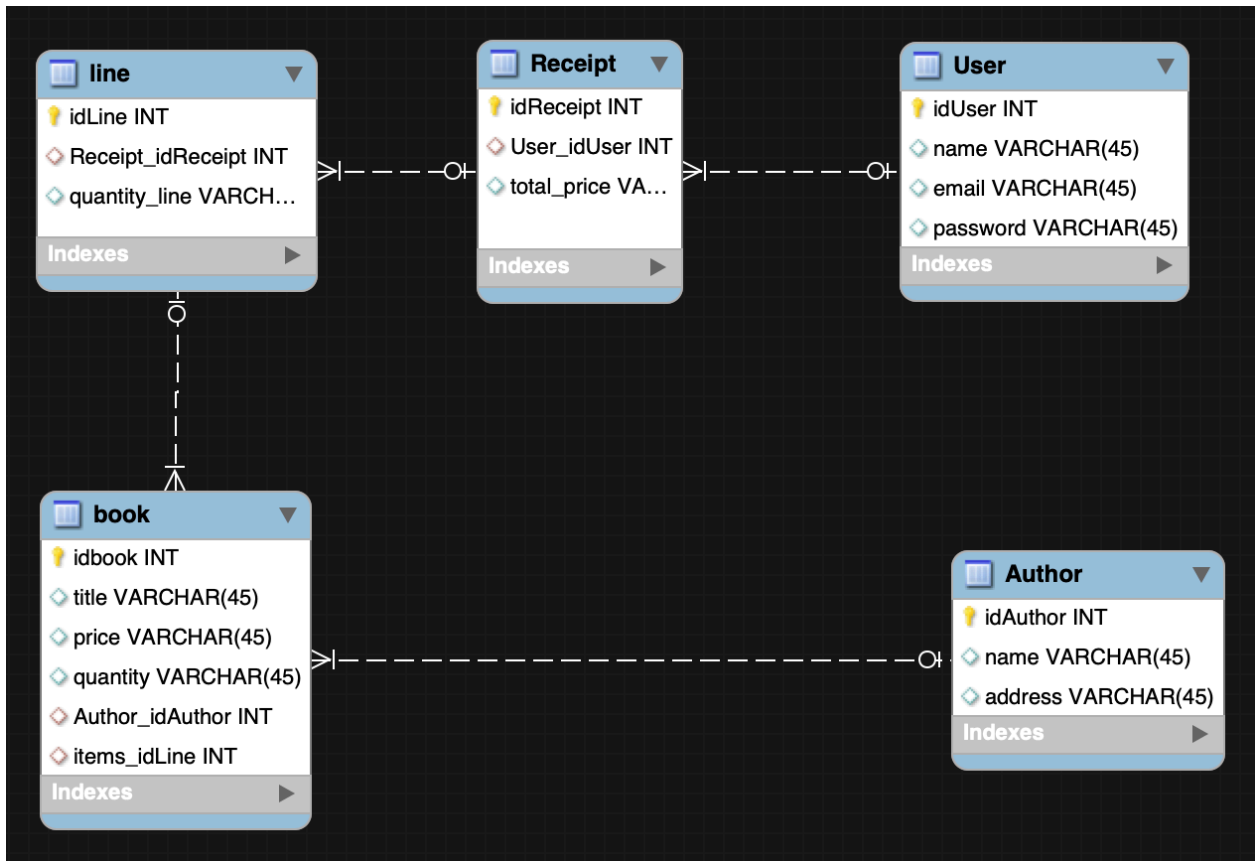 line
idLine INT
Receipt_idReceipt INT
quantity_line VARCH...
Indexes
Receipt
idReceipt INT
User_idUser INT
total_price VA...
Indexes
User
idUser INT
name VARCHAR(45)
email VARCHAR(45)
password VARCHAR(45)
Indexes
book
idbook INT
title VARCHAR(45)
price VARCHAR(45)
quantity VARCHAR(45)
Author_idAuthor INT
items_idLine INT
Indexes
Author
idAuthor INT
name VARCHAR(45)
address VARCHAR(45)
Indexes